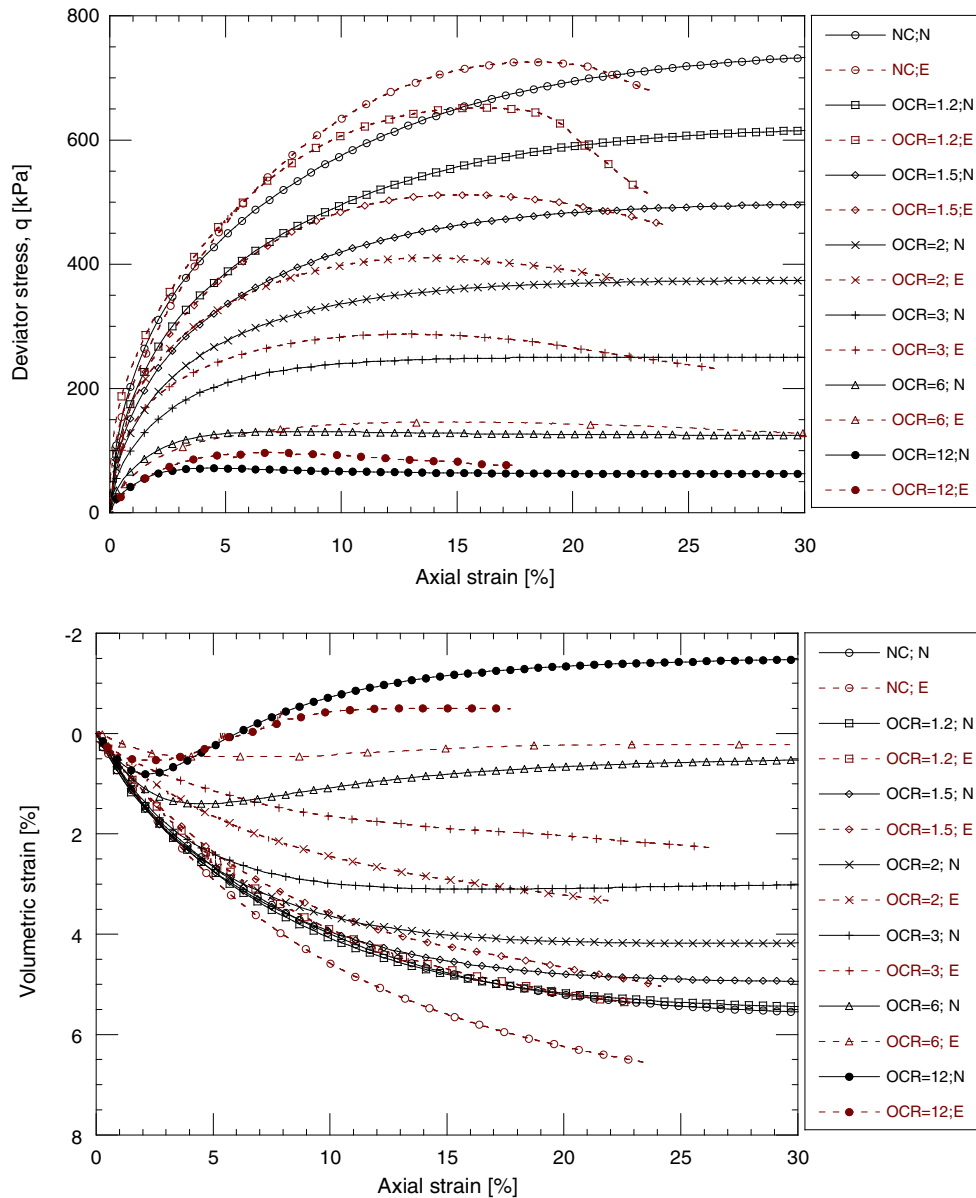 800
600
400
200
0
Deviator stress, q [kPa]
0 5 10 15 20 25 30
Axial strain [%]
NC;N
NC;E
OCR=1.2;N
OCR=1.2;E
OCR=1.5;N
OCR=1.5;E
OCR=2; N
OCR=2; E
OCR=3; N
OCR=3; E
OCR=6; N
OCR=6; E
OCR=12;N
OCR=12;E
-2
0
2
4
6
8
Volumetric strain [%]
0 5 10 15 20 25 30
Axial strain [%]
NC; N
NC; E
OCR=1.2; N
OCR=1.2; E
OCR=1.5; N
OCR=1.5; E
OCR=2; N
OCR=2; E
OCR=3; N
OCR=3; E
OCR=6; N
OCR=6; E
OCR=12;N
OCR=12;E